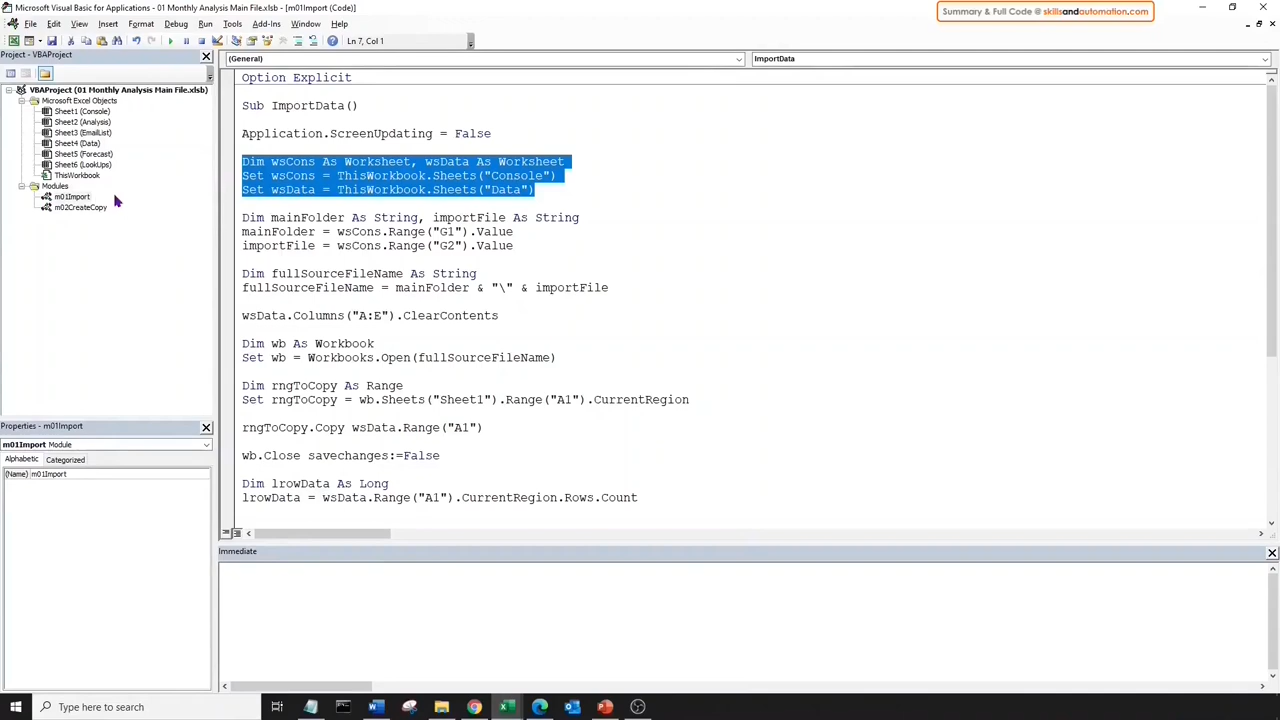 Microsoft Visual Basic for Applications - 01 Monthly Analysis Main File.xlsb - [m01Import (Code)]
Summary & Full Code @ skillsandautomation.com
File Edit View Insert Format Debug Run Tools Add-Ins Window Help
Ln 7, Col 1
Project - VBAProject
(General)
ImportData
VBAProject (01 Monthly Analysis Main File.xlsb)
Microsoft Excel Objects
Sheet1 (Console)
Sheet2 (Analysis)
Sheet3 (EmailList)
Sheet4 (Data)
Sheet5 (Forecast)
Sheet6 (LookUps)
ThisWorkbook
Modules
m01Import
m02CreateCopy
Option Explicit
Sub ImportData()
Application.ScreenUpdating = False
Dim wsCons As Worksheet, wsData As Worksheet
Set wsCons = ThisWorkbook.Sheets("Console")
Set wsData = ThisWorkbook.Sheets("Data")
Dim mainFolder As String, importFile As String
mainFolder = wsCons.Range("G1").Value
importFile = wsCons.Range("G2").Value
Dim fullSourceFileName As String
fullSourceFileName = mainFolder & "\" & importFile
wsData.Columns("A:E").ClearContents
Dim wb As Workbook
Set wb = Workbooks.Open(fullSourceFileName)
Dim rngToCopy As Range
Set rngToCopy = wb.Sheets("Sheet1").Range("A1").CurrentRegion
rngToCopy.Copy wsData.Range("A1")
wb.Close savechanges:=False
Dim lrowData As Long
lrowData = wsData.Range("A1").CurrentRegion.Rows.Count
Properties - m01Import
m01Import Module
Alphabetic Categorized
(Name) m01Import
Immediate
Type here to search